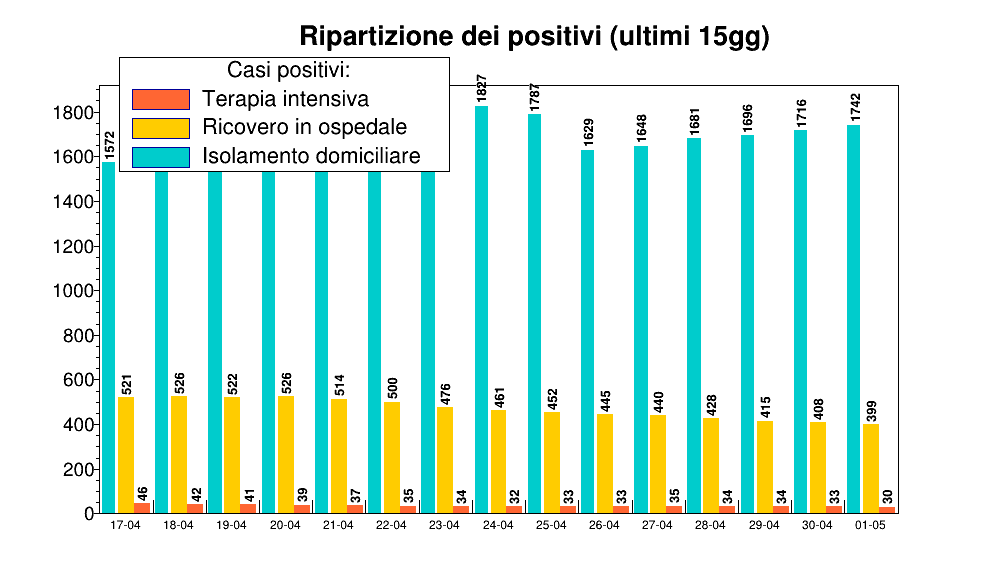 Ripartizione dei positivi (ultimi 15gg)
Casi positivi:
Terapia intensiva
Ricovero in ospedale
Isolamento domiciliare
1800
1600
1400
1200
1000
800
600
400
200
0
1572 521 46
526 42
522 41
526 39
514 37
500 35
476 34
1827 461 32
1787 452 33
1629 445 33
1648 440 35
1681 428 34
1696 415 34
1716 408 33
1742 399 30
17-04 18-04 19-04 20-04 21-04 22-04 23-04 24-04 25-04 26-04 27-04 28-04 29-04 30-04 01-05